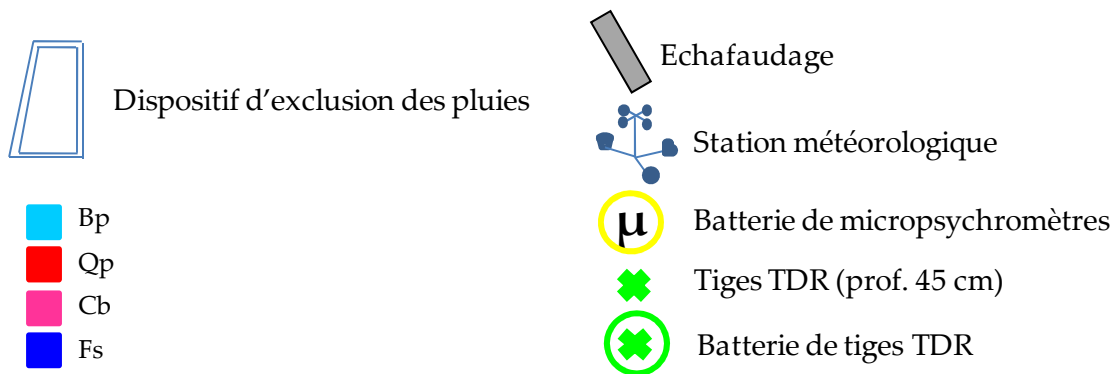 Dispositif d'exclusion des pluies
Bp
Qp
Cb
Fs
Echafaudage
Station météorologique
μ Batterie de micropsychromètres
Tiges TDR (prof. 45 cm)
Batterie de tiges TDR